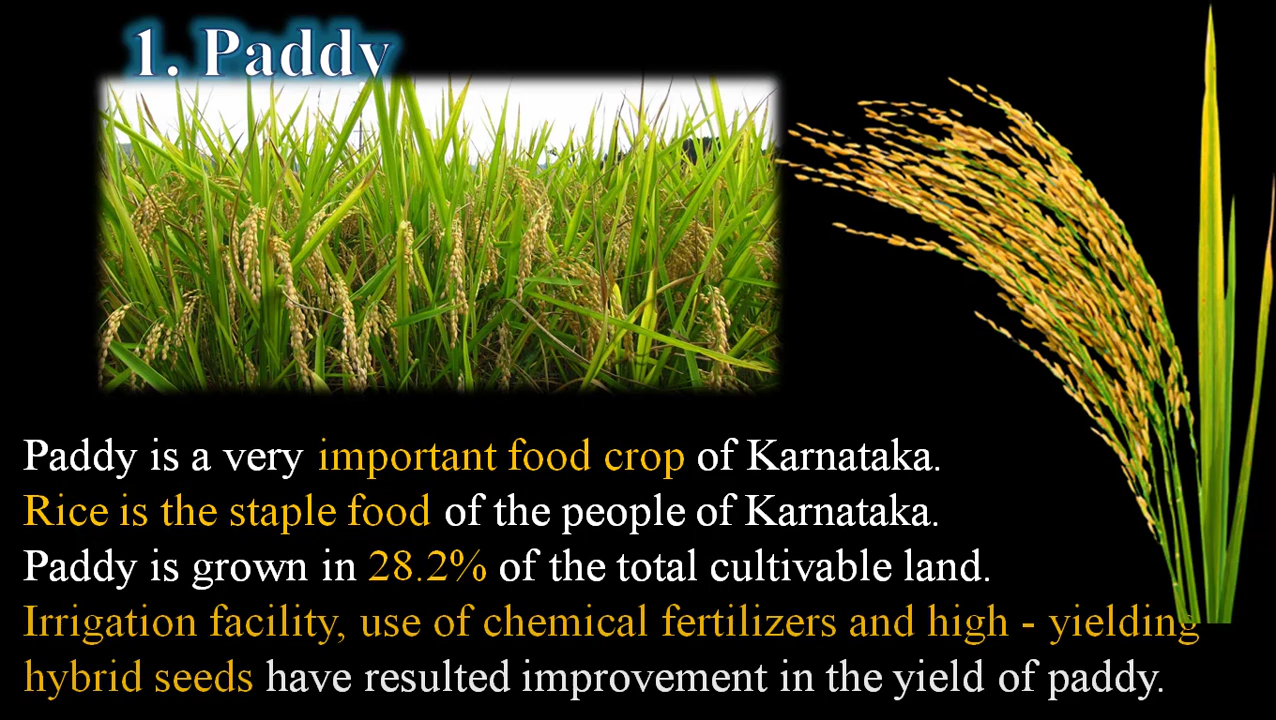 1. Paddy
Paddy is a very important food crop of Karnataka.
Rice is the staple food of the people of Karnataka.
Paddy is grown in 28.2% of the total cultivable land.
Irrigation facility, use of chemical fertilizers and high - yielding
hybrid seeds have resulted improvement in the yield of paddy.